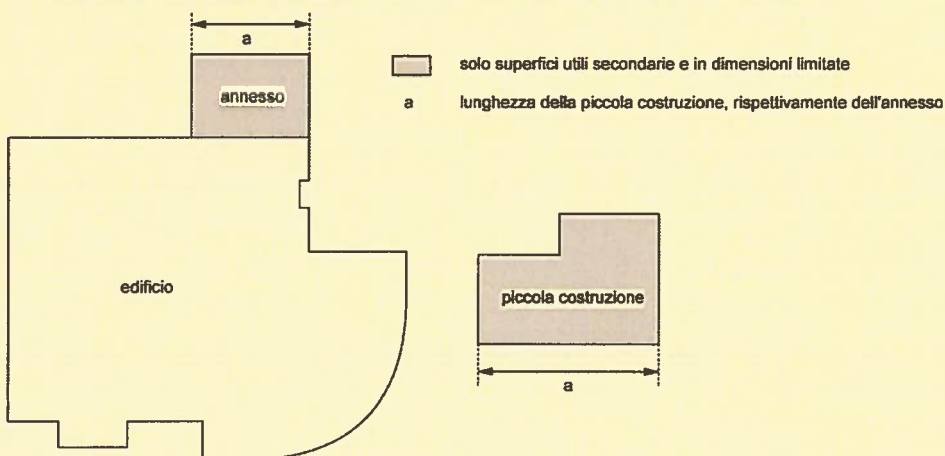 a
annesso
solo superfici utili secondarie e in dimensioni limitate
a lunghezza della piccola costruzione, rispettivamente dell'annesso
edificio
piccola costruzione
a